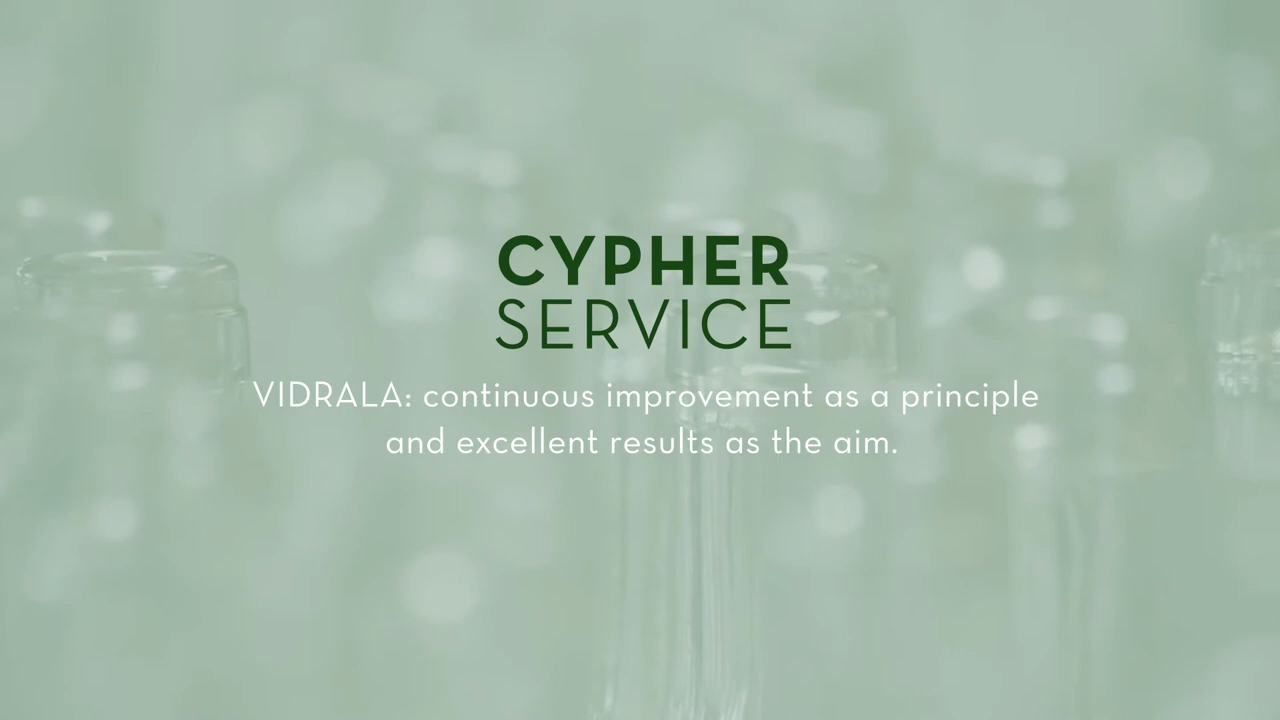 CYPHER
SERVICE
VIDRALA: continuous improvement as a principle
and excellent results as the aim.